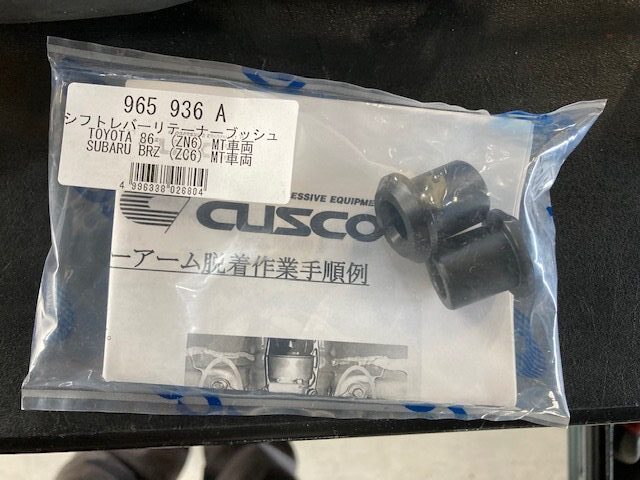 965 936 A
シフトレバーリテーナーブッシュ
TOYOTA 86 (ZN6) MT車両
SUBARU BRZ (ZC6) MT車両
4 996338 026804
ESSIVE EQUIPME
CUSCO
ーアーム脱着作業手順例